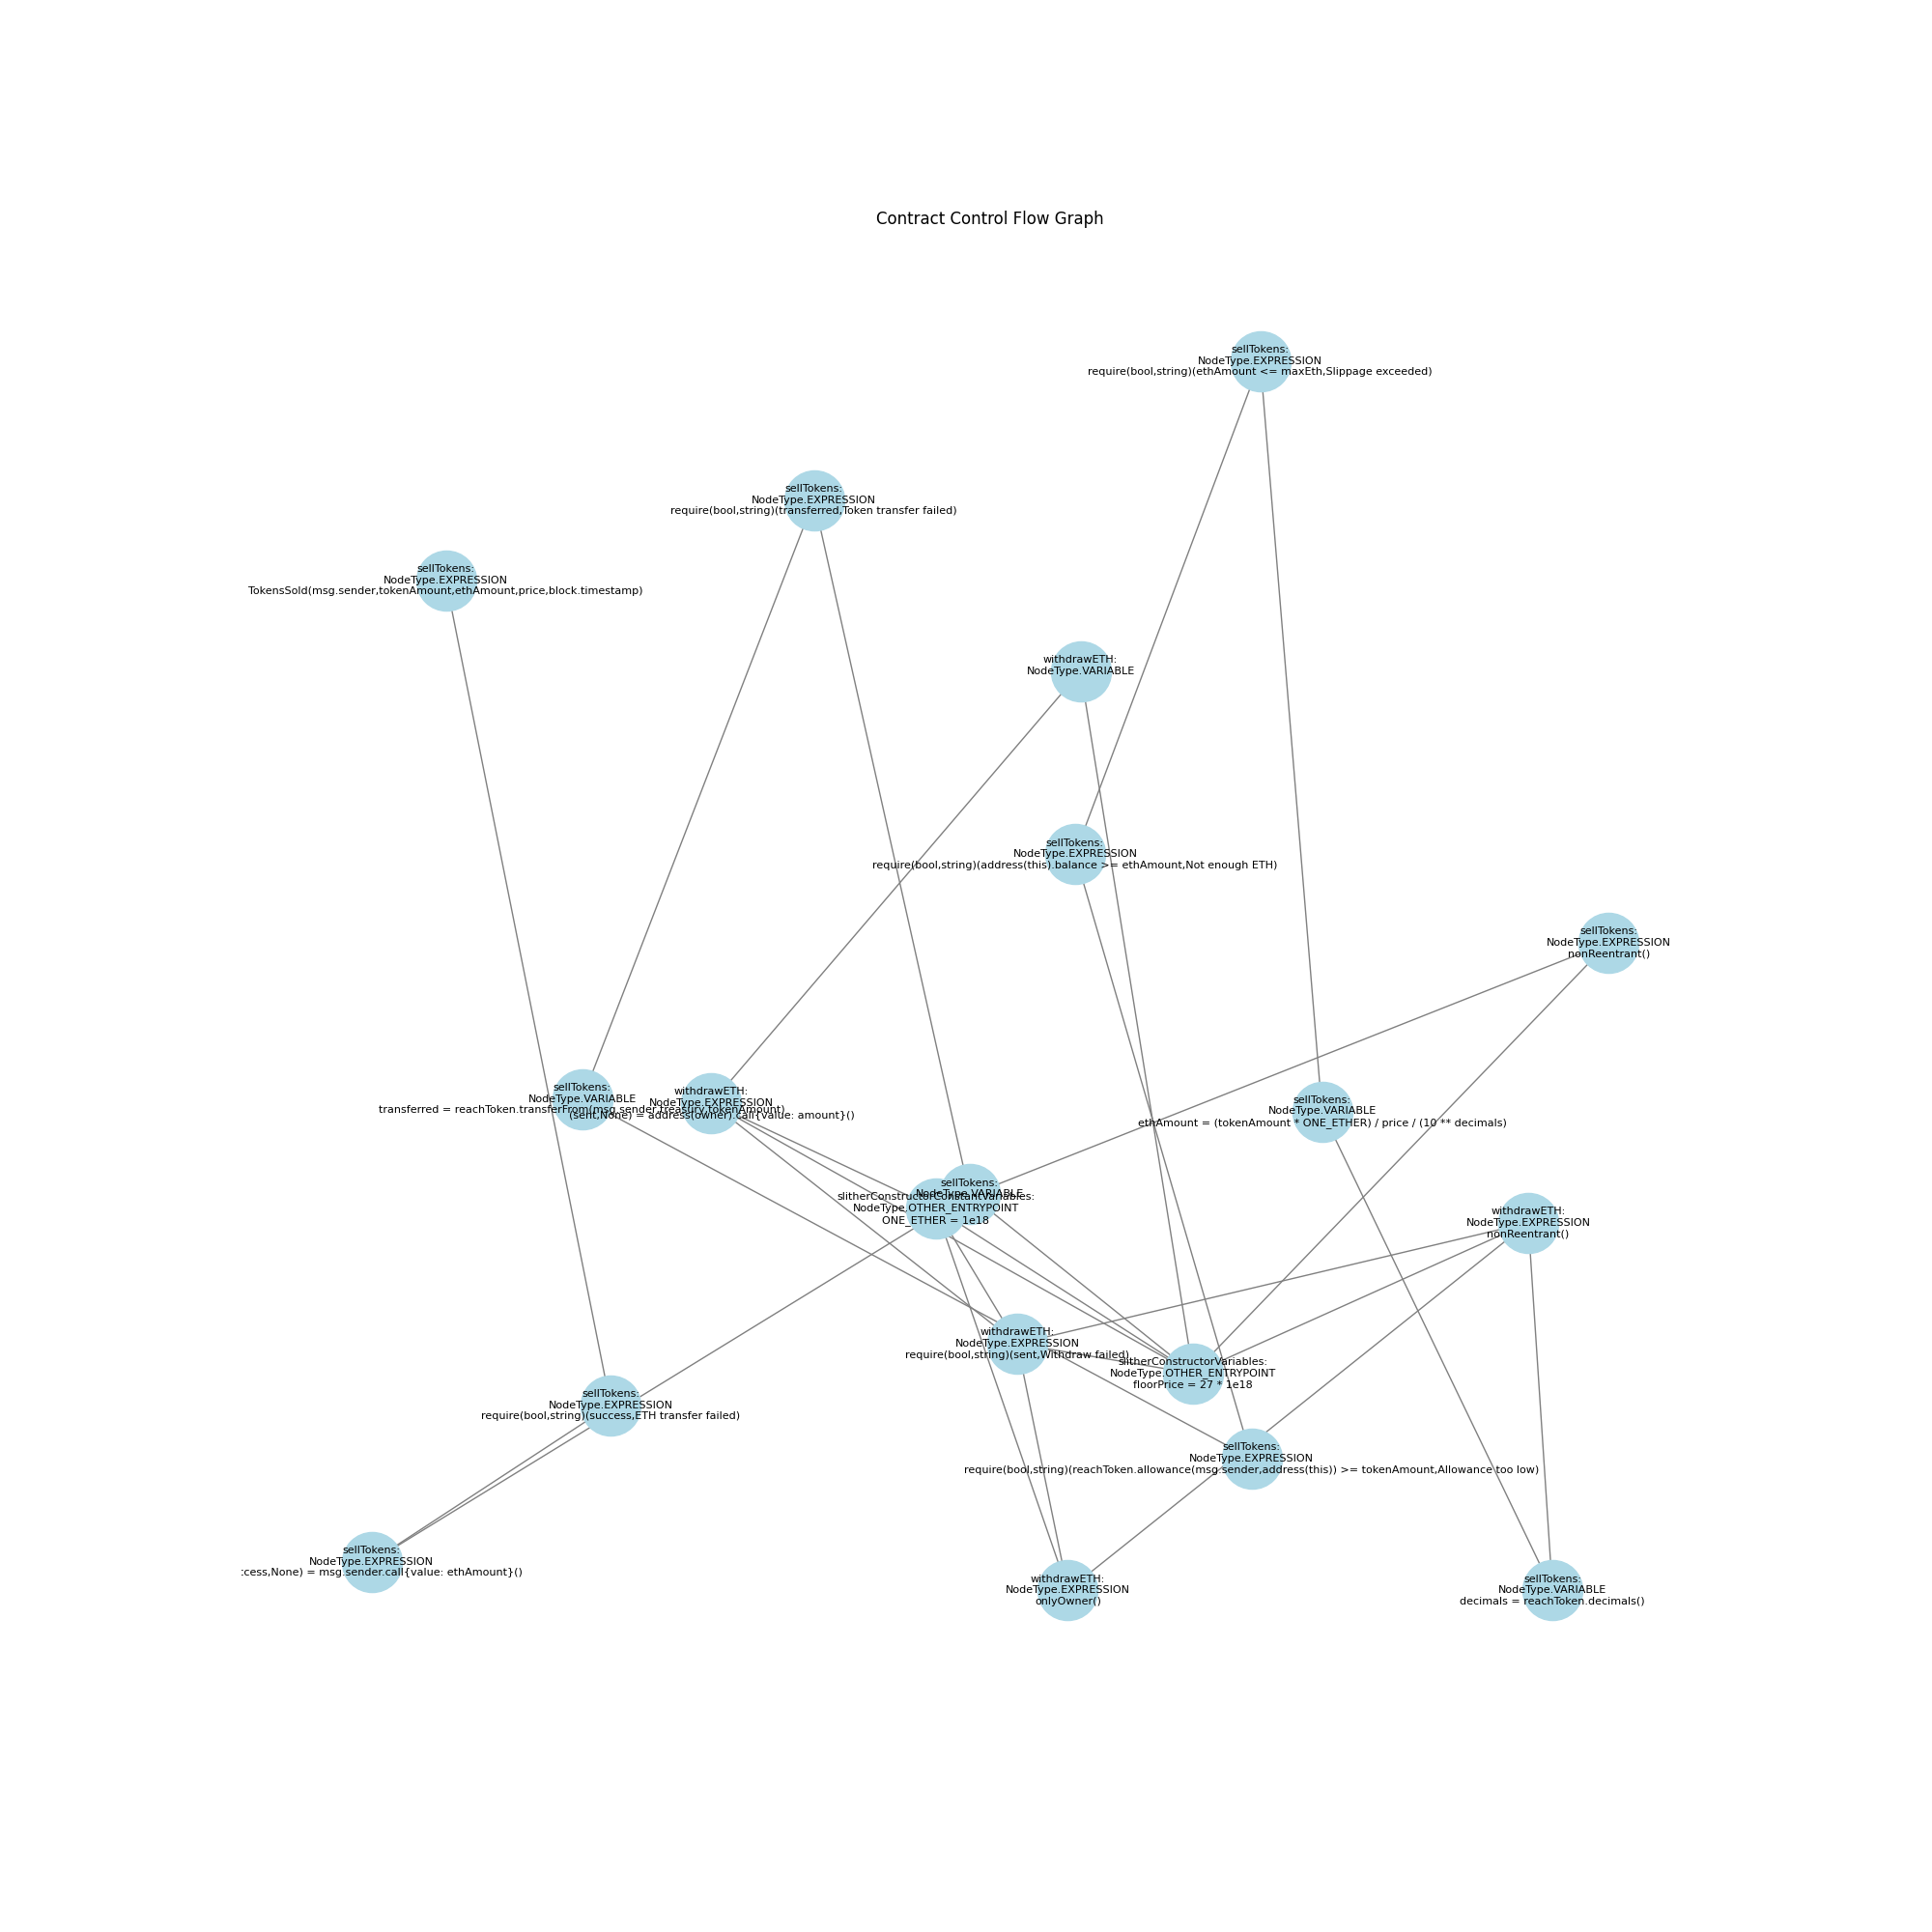 Contract Control Flow Graph
sellTokens:
NodeType.EXPRESSION
require(bool,string)(ethAmount <= maxEth,Slippage exceeded)
sellTokens:
NodeType.EXPRESSION
require(bool,string)(transferred,Token transfer failed)
sellTokens:
NodeType.EXPRESSION
TokensSold(msg.sender,tokenAmount,ethAmount,price,block.timestamp)
withdrawETH:
NodeType.VARIABLE
sellTokens:
NodeType.EXPRESSION
require(bool,string)(address(this).balance >= ethAmount,Not enough ETH)
sellTokens:
NodeType.EXPRESSION
nonReentrant()
sellTokens:
NodeType.VARIABLE
transferred = reachToken.transferFrom(msg.sender,treasury,tokenAmount)
withdrawETH:
NodeType.EXPRESSION
(sent,None) = address(owner).call{value: amount}()
sellTokens:
NodeType.VARIABLE
ethAmount = (tokenAmount * ONE_ETHER) / price / (10 ** decimals)
sellTokens:
NodeType.VARIABLE
slitherConstructorConstantVariables:
NodeType.OTHER_ENTRYPOINT
ONE_ETHER = 1e18
withdrawETH:
NodeType.EXPRESSION
nonReentrant()
withdrawETH:
NodeType.EXPRESSION
require(bool,string)(sent,Withdraw failed)
slitherConstructorVariables:
NodeType.OTHER_ENTRYPOINT
floorPrice = 27 * 1e18
sellTokens:
NodeType.EXPRESSION
require(bool,string)(success,ETH transfer failed)
sellTokens:
NodeType.EXPRESSION
require(bool,string)(reachToken.allowance(msg.sender,address(this)) >= tokenAmount,Allowance too low)
sellTokens:
NodeType.EXPRESSION
:cess,None) = msg.sender.call{value: ethAmount}()
withdrawETH:
NodeType.EXPRESSION
onlyOwner()
sellTokens:
NodeType.VARIABLE
decimals = reachToken.decimals()